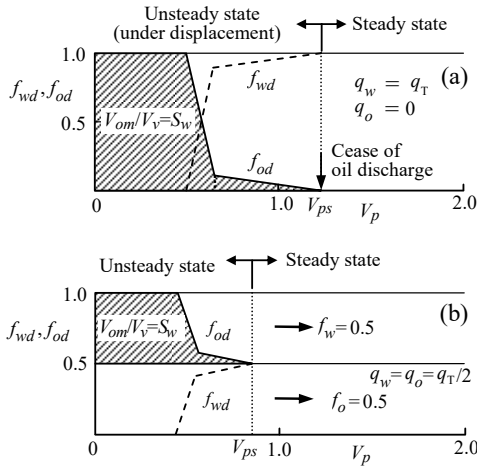 Unsteady state
(under displacement)
Steady state
1.0
f_wd, f_od
0.5
V_om/V_v=S_w
f_wd
f_od
(a)
q_w = q_T
q_o = 0
Cease of
oil discharge
0
1.0
V_ps
V_p
2.0
Unsteady state
Steady state
1.0
f_wd, f_od
0.5
0
V_om/V_v=S_w
f_od
f_w=0.5
(b)
q_w=q_o=q_T/2
f_wd
f_o=0.5
0
V_ps
1.0
V_p
2.0